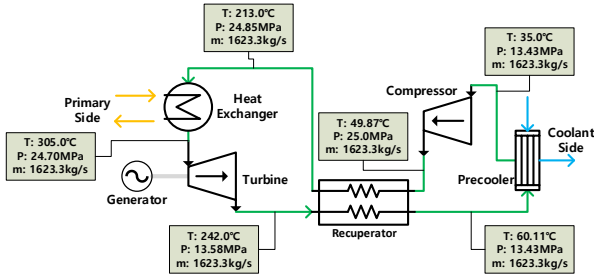 T: 213.0℃
P: 24.85MPa
m: 1623.3kg/s
T: 35.0℃
P: 13.43MPa
m: 1623.3kg/s
Primary
Side
Heat
Exchanger
Compressor
T: 49.87℃
P: 25.0MPa
m: 1623.3kg/s
Coolant
Side
T: 305.0℃
P: 24.70MPa
m: 1623.3kg/s
Generator
Turbine
Precooler
Recuperator
T: 242.0℃
P: 13.58MPa
m: 1623.3kg/s
T: 60.11℃
P: 13.43MPa
m: 1623.3kg/s